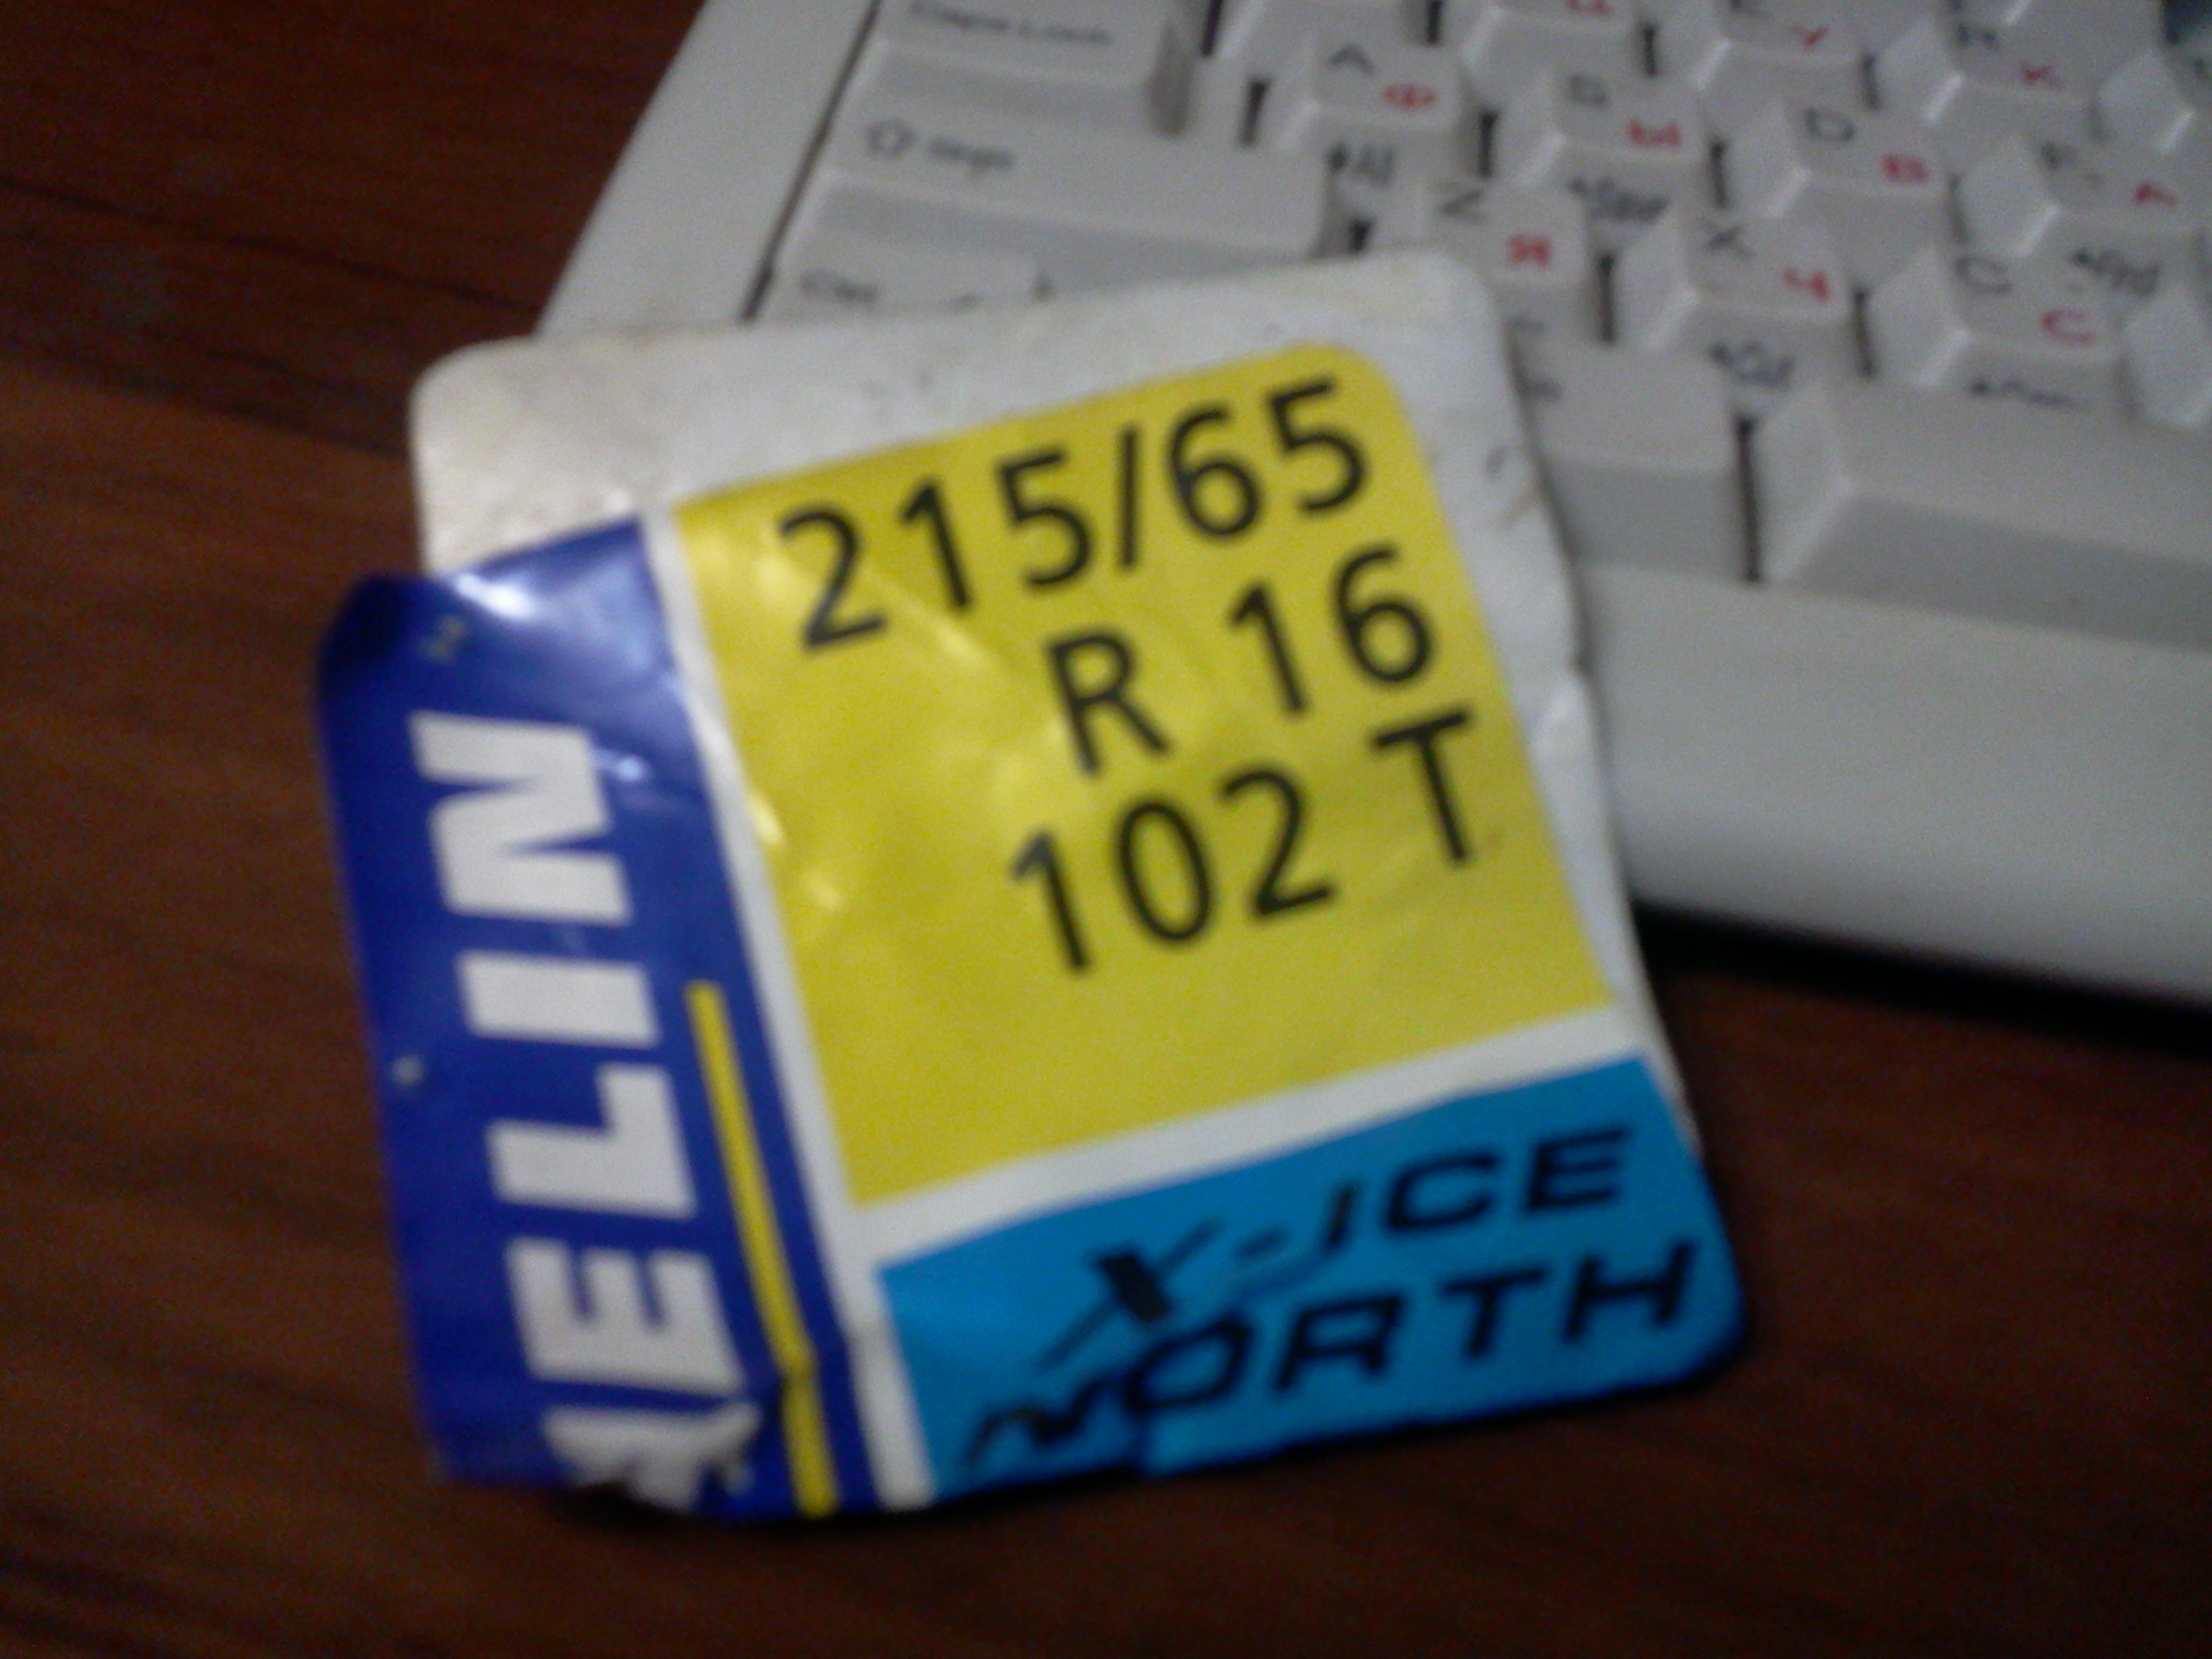 215/65
R 16
102 T
ELIN
X-ICE
NORTH
A Ф
S Ы
D В
Z Я
X Ч
C С